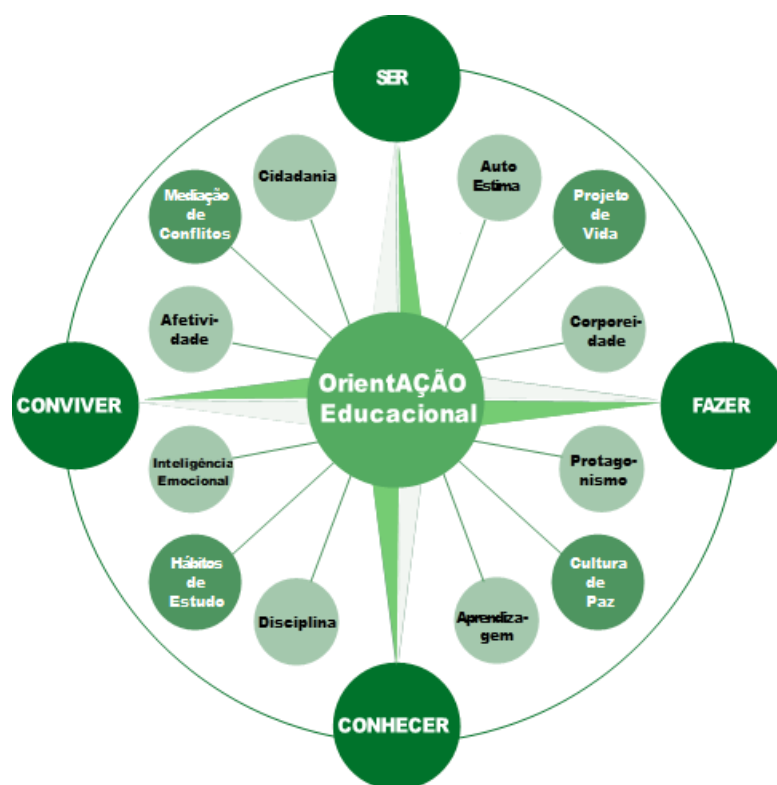 SER
Cidadania
Auto
Estima
Mediação
de
Conflitos
Projeto
de
Vida
Afetivi-
dade
Corporei-
dade
CONVIVER
OrientAÇÃO
Educacional
FAZER
Inteligência
Emocional
Protago-
nismo
Hábitos
de
Estudo
Cultura
de
Paz
Disciplina
Aprendiza-
gem
CONHECER